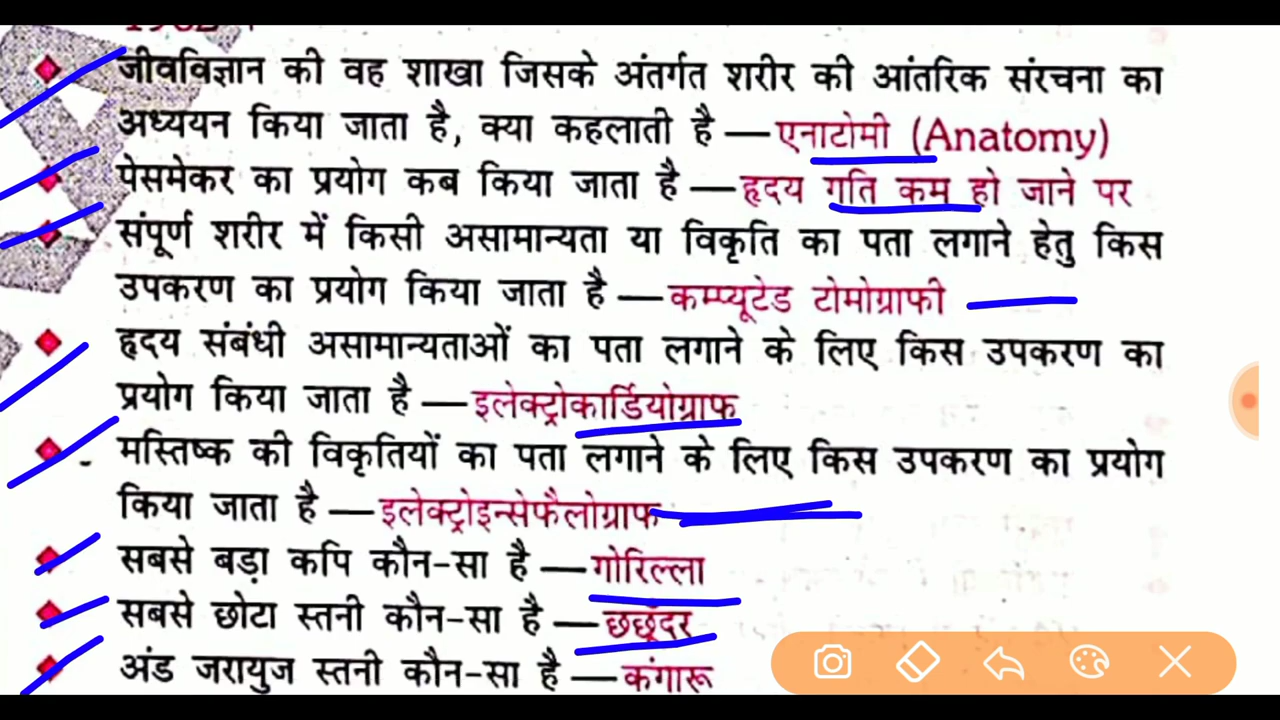 जीवविज्ञान की वह शाखा जिसके अंतर्गत शरीर की आंतरिक संरचना का
अध्ययन किया जाता है, क्या कहलाती है —एनाटोमी (Anatomy)
पेसमेकर का प्रयोग कब किया जाता है —हृदय गति कम हो जाने पर
संपूर्ण शरीर में किसी असामान्यता या विकृति का पता लगाने हेतु किस
उपकरण का प्रयोग किया जाता है —कम्प्यूटेड टोमोग्राफी
हृदय संबंधी असामान्यताओं का पता लगाने के लिए किस उपकरण का
प्रयोग किया जाता है —इलेक्ट्रोकार्डियोग्राफ
मस्तिष्क की विकृतियों का पता लगाने के लिए किस उपकरण का प्रयोग
किया जाता है —इलेक्ट्रोइन्सेफैलोग्राफ
सबसे बड़ा कपि कौन-सा है —गोरिल्ला
सबसे छोटा स्तनी कौन-सा है —छछूंदर
अंड जरायुज स्तनी कौन-सा है —कंगारू